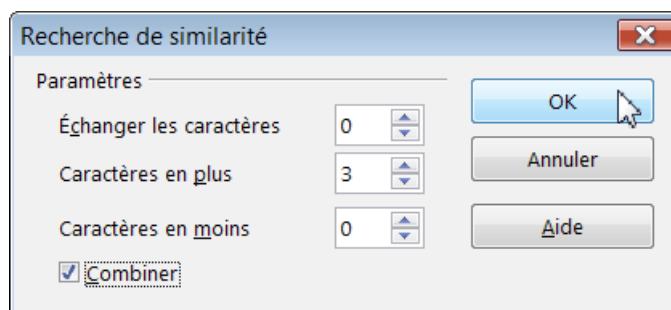 Recherche de similarité
Paramètres
Échanger les caractères 0
Caractères en plus 3
Caractères en moins 0
Combiner
OK
Annuler
Aide